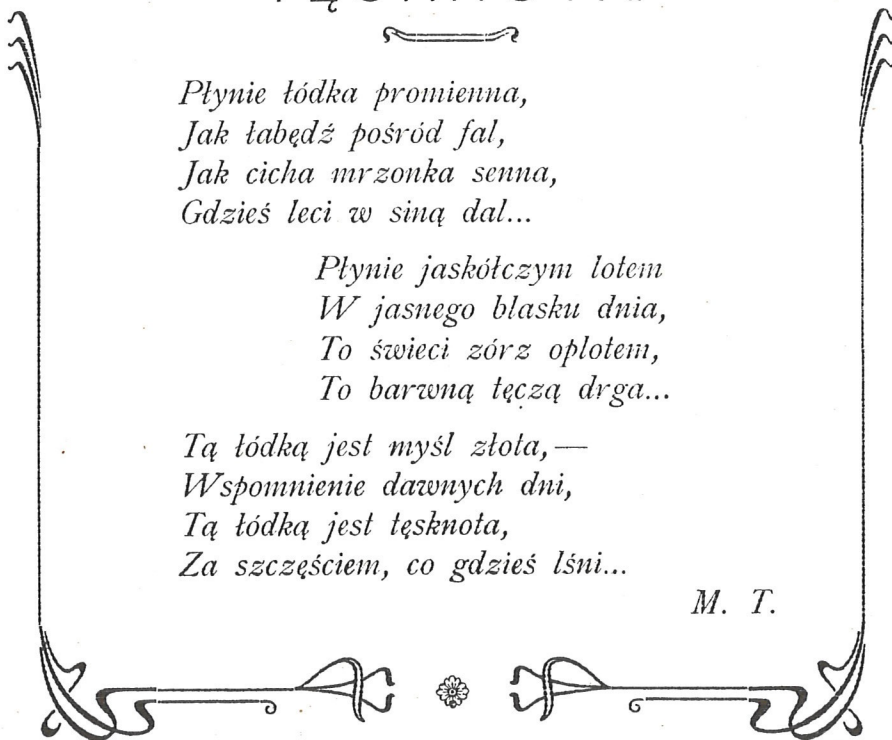 Płynie łódka promienna,
Jak łabędź pośród fal,
Jak cicha mrzonka senna,
Gdzieś leci w siną dal...
Płynie jaskółczym lotem
W jasnego blasku dnia,
To świeci zórz oplotem,
To barwną tęczą drga...
Tą łódką jest myśl złota,—
Wspomnienie dawnych dni,
Tą łódką jest tęsknota,
Za szczęściem, co gdzieś lśni...
M. T.